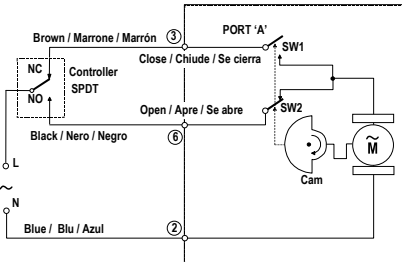 Brown / Marrone / Marrón
3
PORT ‘A’
SW1
Close / Chiude / Se cierra
NC
Controller
SPDT
NO
Open / Apre / Se abre
SW2
Black / Nero / Negro
6
L
~
M
Cam
~
N
Blue / Blu / Azul
2